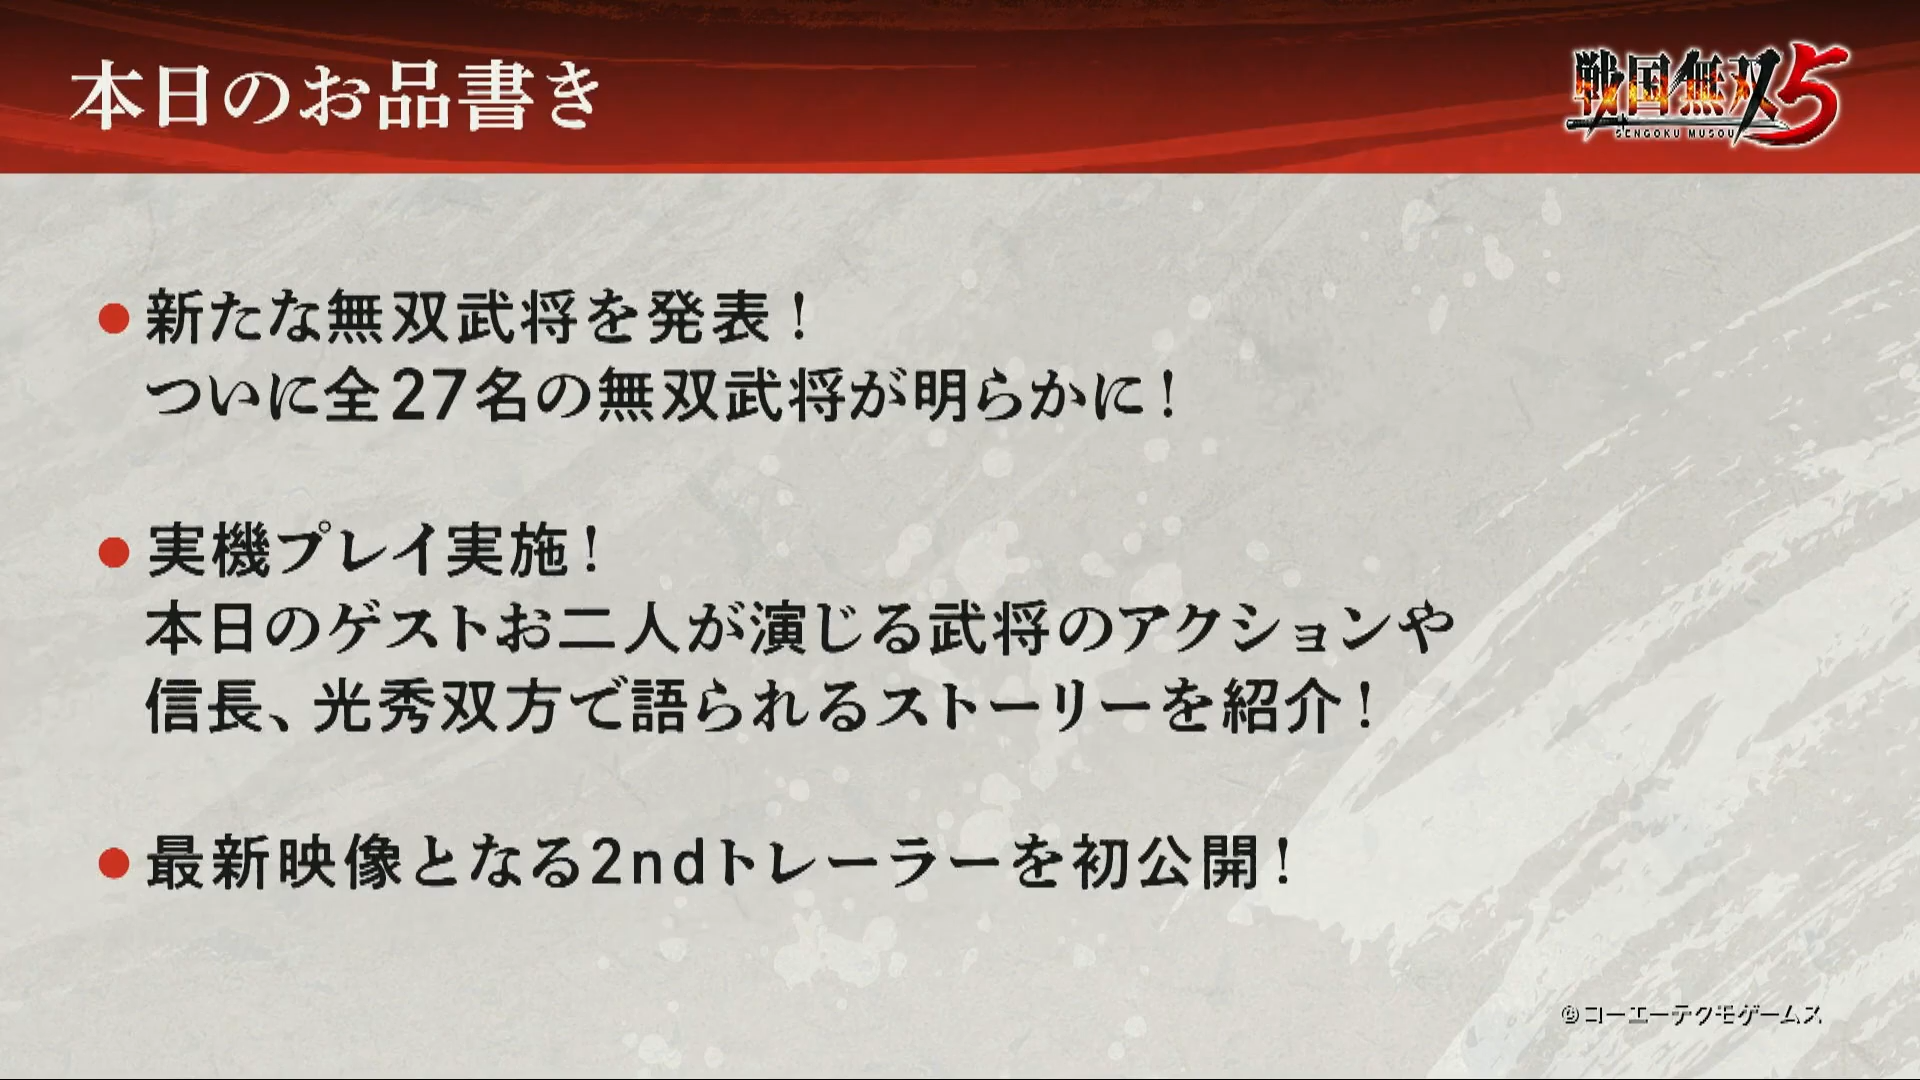 本日のお品書き
戦国無双5
SENGOKU MUSOU
●新たな無双武将を発表！
ついに全27名の無双武将が明らかに！
●実機プレイ実施！
本日のゲストお二人が演じる武将のアクションや
信長、光秀双方で語られるストーリーを紹介！
●最新映像となる2ndトレーラーを初公開！
©コーエーテクモゲームス